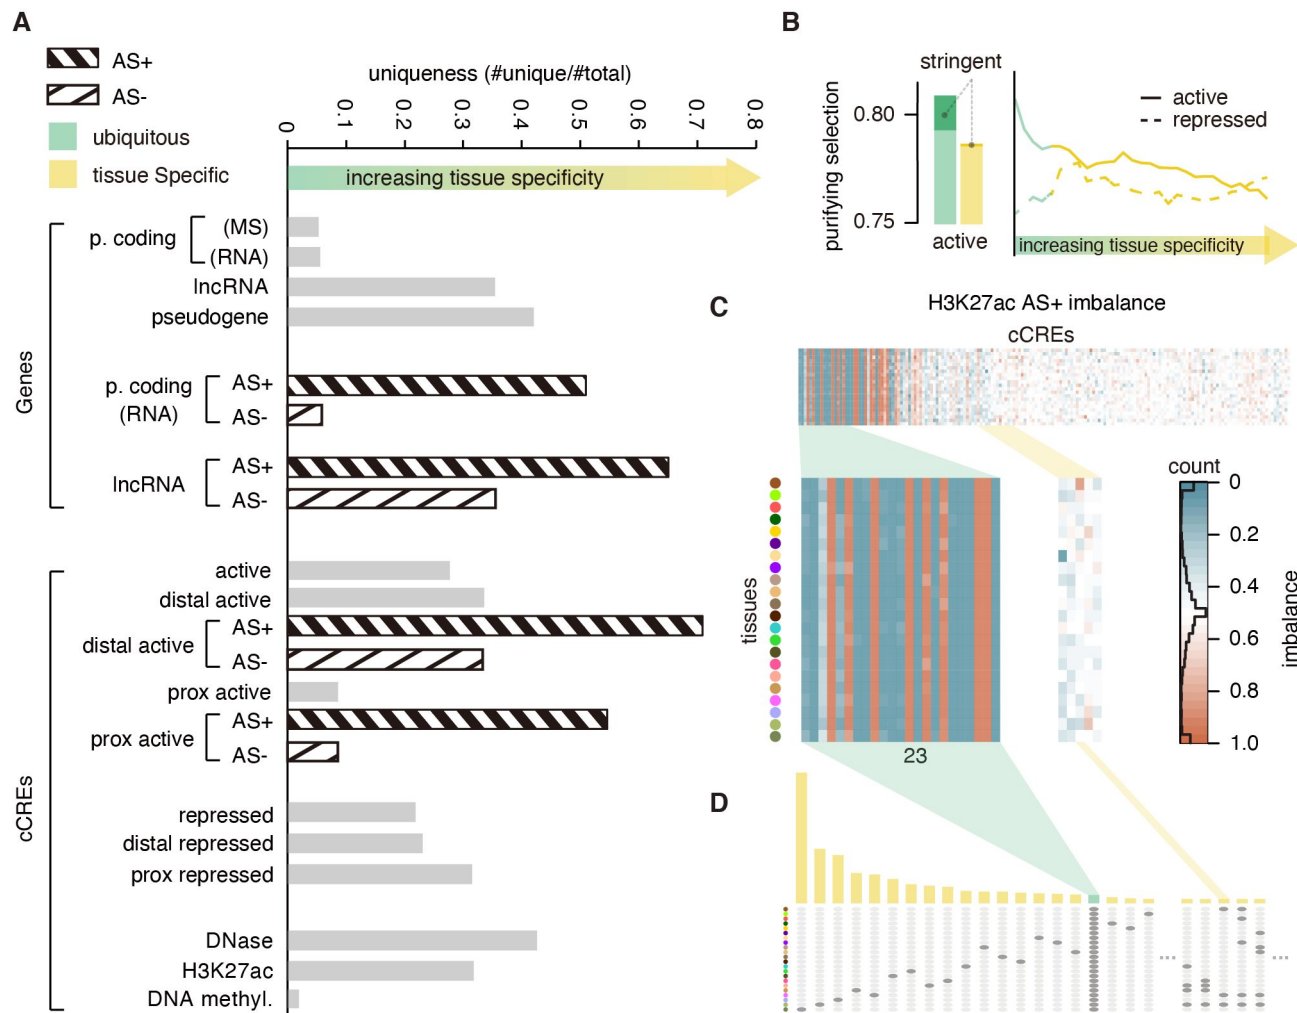 A
AS+
AS-
ubiquitous
tissue Specific
uniqueness (#unique/#total)
0 0.1 0.2 0.3 0.4 0.5 0.6 0.7 0.8
increasing tissue specificity
Genes
p. coding
(MS)
(RNA)
lncRNA
pseudogene
p. coding
(RNA)
AS+
AS-
lncRNA
AS+
AS-
cCREs
active
distal active
distal active
AS+
AS-
prox active
prox active
AS+
AS-
repressed
distal repressed
prox repressed
DNase
H3K27ac
DNA methyl.
B
purifying selection
0.80
0.75
stringent
active
active
repressed
increasing tissue specificity
C
H3K27ac AS+ imbalance
cCREs
tissues
23
count
0
0.2
0.4
0.6
0.8
1.0
imbalance
D